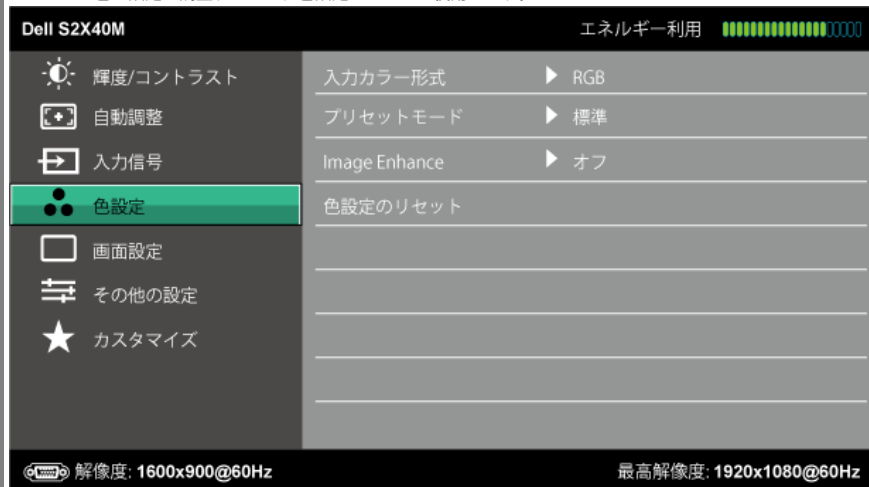 Dell S2X40M エネルギー利用
輝度/コントラスト
自動調整
入力信号
色設定
画面設定
その他の設定
カスタマイズ
入力カラー形式 RGB
プリセットモード 標準
Image Enhance オフ
色設定のリセット
解像度: 1600x900@60Hz 最高解像度: 1920x1080@60Hz